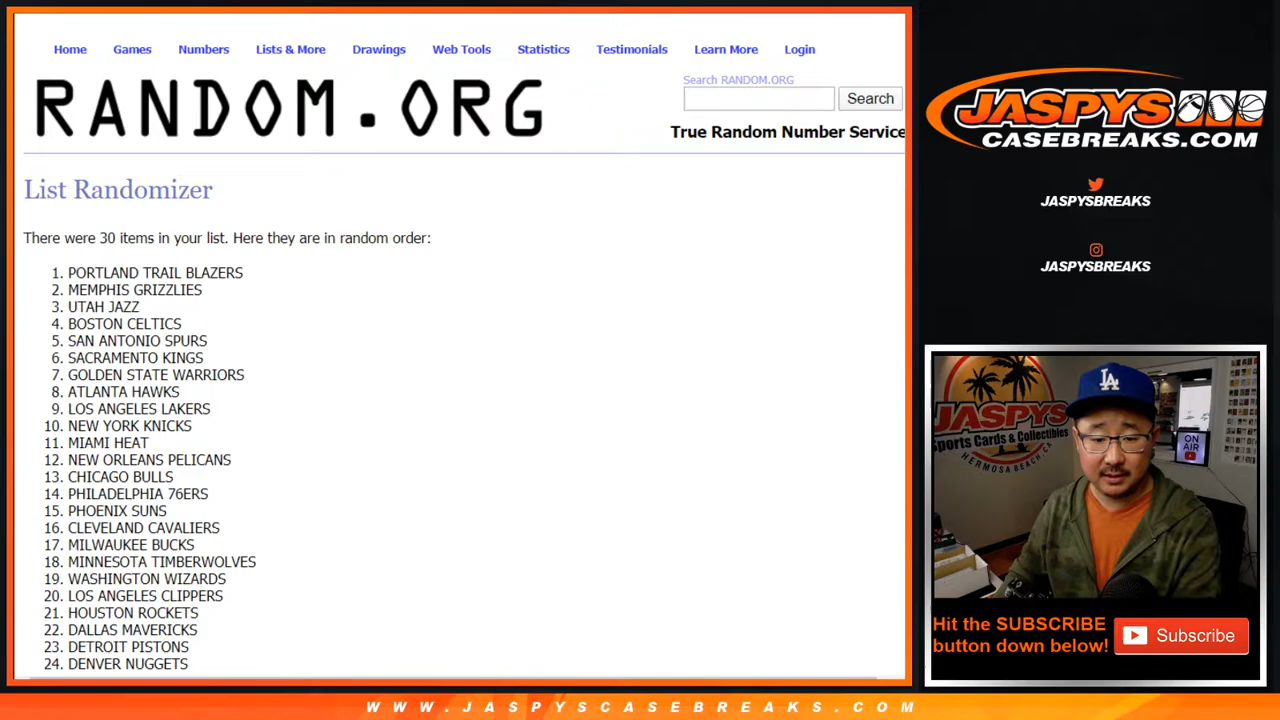 Home Games Numbers Lists & More Drawings Web Tools Statistics Testimonials Learn More Login
RANDOM.ORG
Search RANDOM.ORG
Search
True Random Number Service
List Randomizer
There were 30 items in your list. Here they are in random order:
1. PORTLAND TRAIL BLAZERS
2. MEMPHIS GRIZZLIES
3. UTAH JAZZ
4. BOSTON CELTICS
5. SAN ANTONIO SPURS
6. SACRAMENTO KINGS
7. GOLDEN STATE WARRIORS
8. ATLANTA HAWKS
9. LOS ANGELES LAKERS
10. NEW YORK KNICKS
11. MIAMI HEAT
12. NEW ORLEANS PELICANS
13. CHICAGO BULLS
14. PHILADELPHIA 76ERS
15. PHOENIX SUNS
16. CLEVELAND CAVALIERS
17. MILWAUKEE BUCKS
18. MINNESOTA TIMBERWOLVES
19. WASHINGTON WIZARDS
20. LOS ANGELES CLIPPERS
21. HOUSTON ROCKETS
22. DALLAS MAVERICKS
23. DETROIT PISTONS
24. DENVER NUGGETS
JASPYS
CASEBREAKS.COM
JASPYSBREAKS
JASPYSBREAKS
JASPYS
Sports Cards & Collectibles
HERMOSA BEACH, CA
LA
ON AIR
Hit the SUBSCRIBE
button down below!
Subscribe
WWW.JASPYSCASEBREAKS.COM